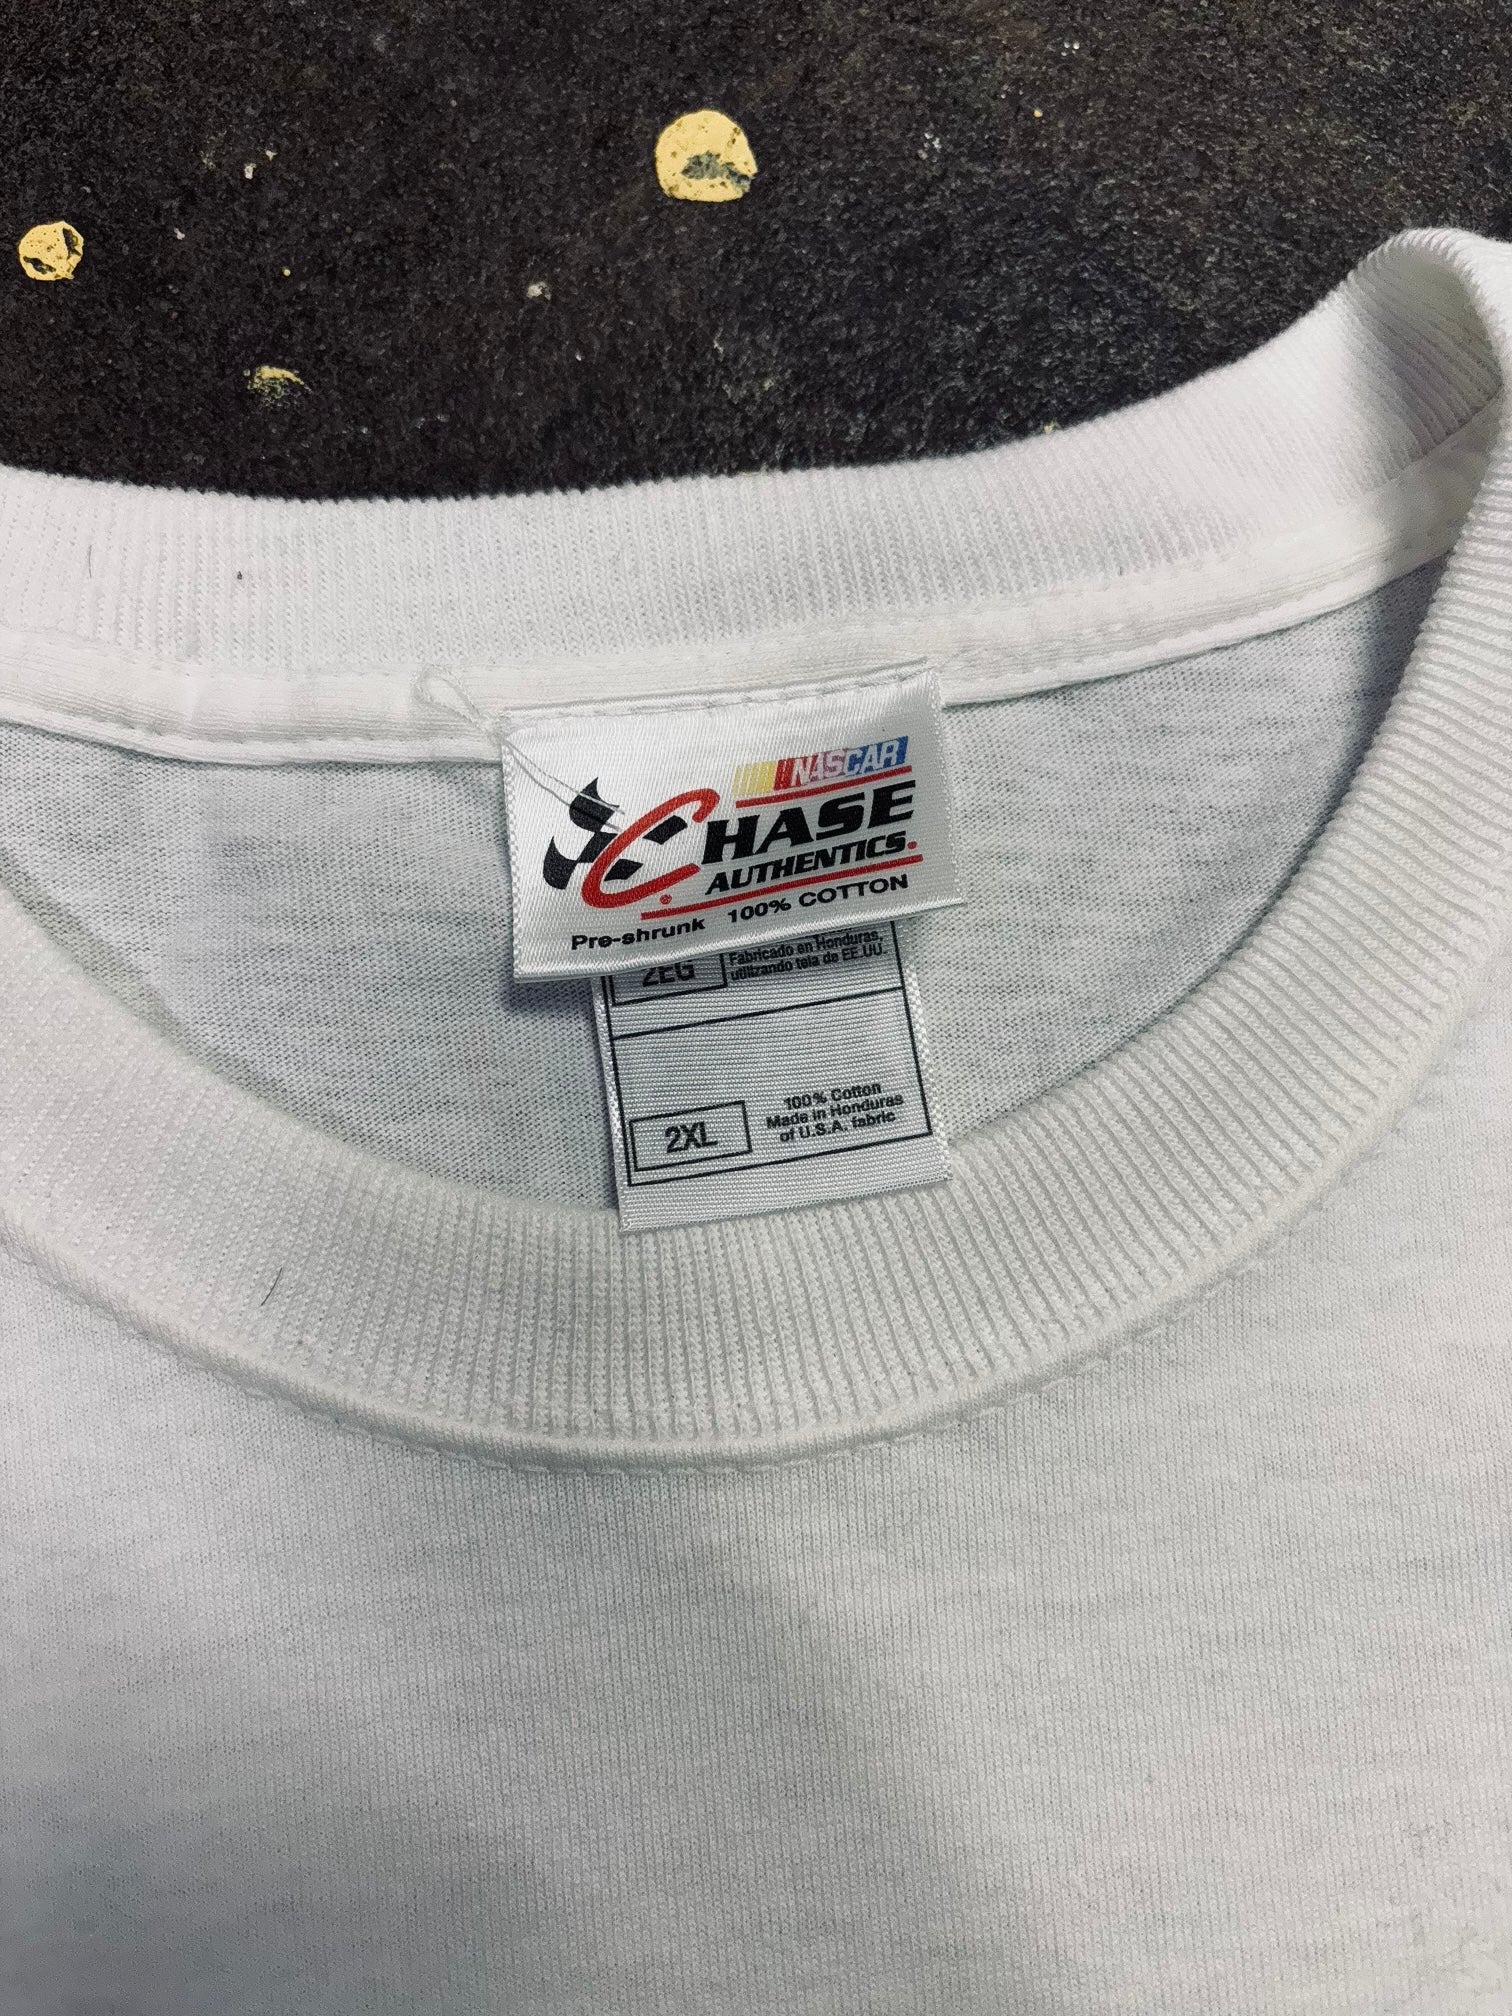 NASCAR
CHASE
AUTHENTICS.
®
Pre-shrunk 100% COTTON
2EG
Fabricado en Honduras,
utilizando tela de EE.UU.
2XL
100% Cotton
Made in Honduras
of U.S.A. fabric